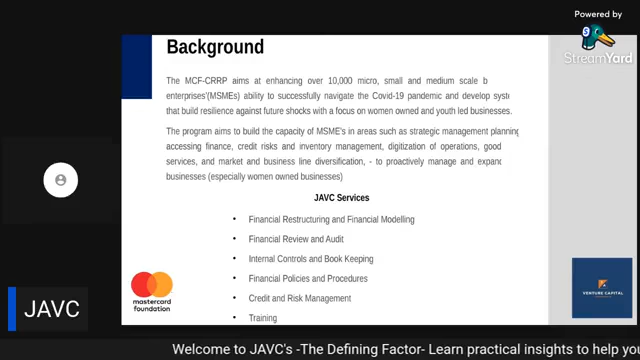 Powered by
StreamYard
Background
The MCF-CRRP aims at enhancing over 10,000 micro, small and medium scale b
enterprises'(MSMEs) ability to successfully navigate the Covid-19 pandemic and develop syste
that build resilience against future shocks with a focus on women owned and youth led businesses.
The program aims to build the capacity of MSME's in areas such as strategic management planning
accessing finance, credit risks and inventory management, digitization of operations, good
services, and market and business line diversification, - to proactively manage and expand
businesses (especially women owned businesses)
JAVC Services
• Financial Restructuring and Financial Modelling
• Financial Review and Audit
• Internal Controls and Book Keeping
• Financial Policies and Procedures
• Credit and Risk Management
• Training
mastercard
foundation
VENTURE CAPITAL
JAVC
Welcome to JAVC's -The Defining Factor- Learn practical insights to help you